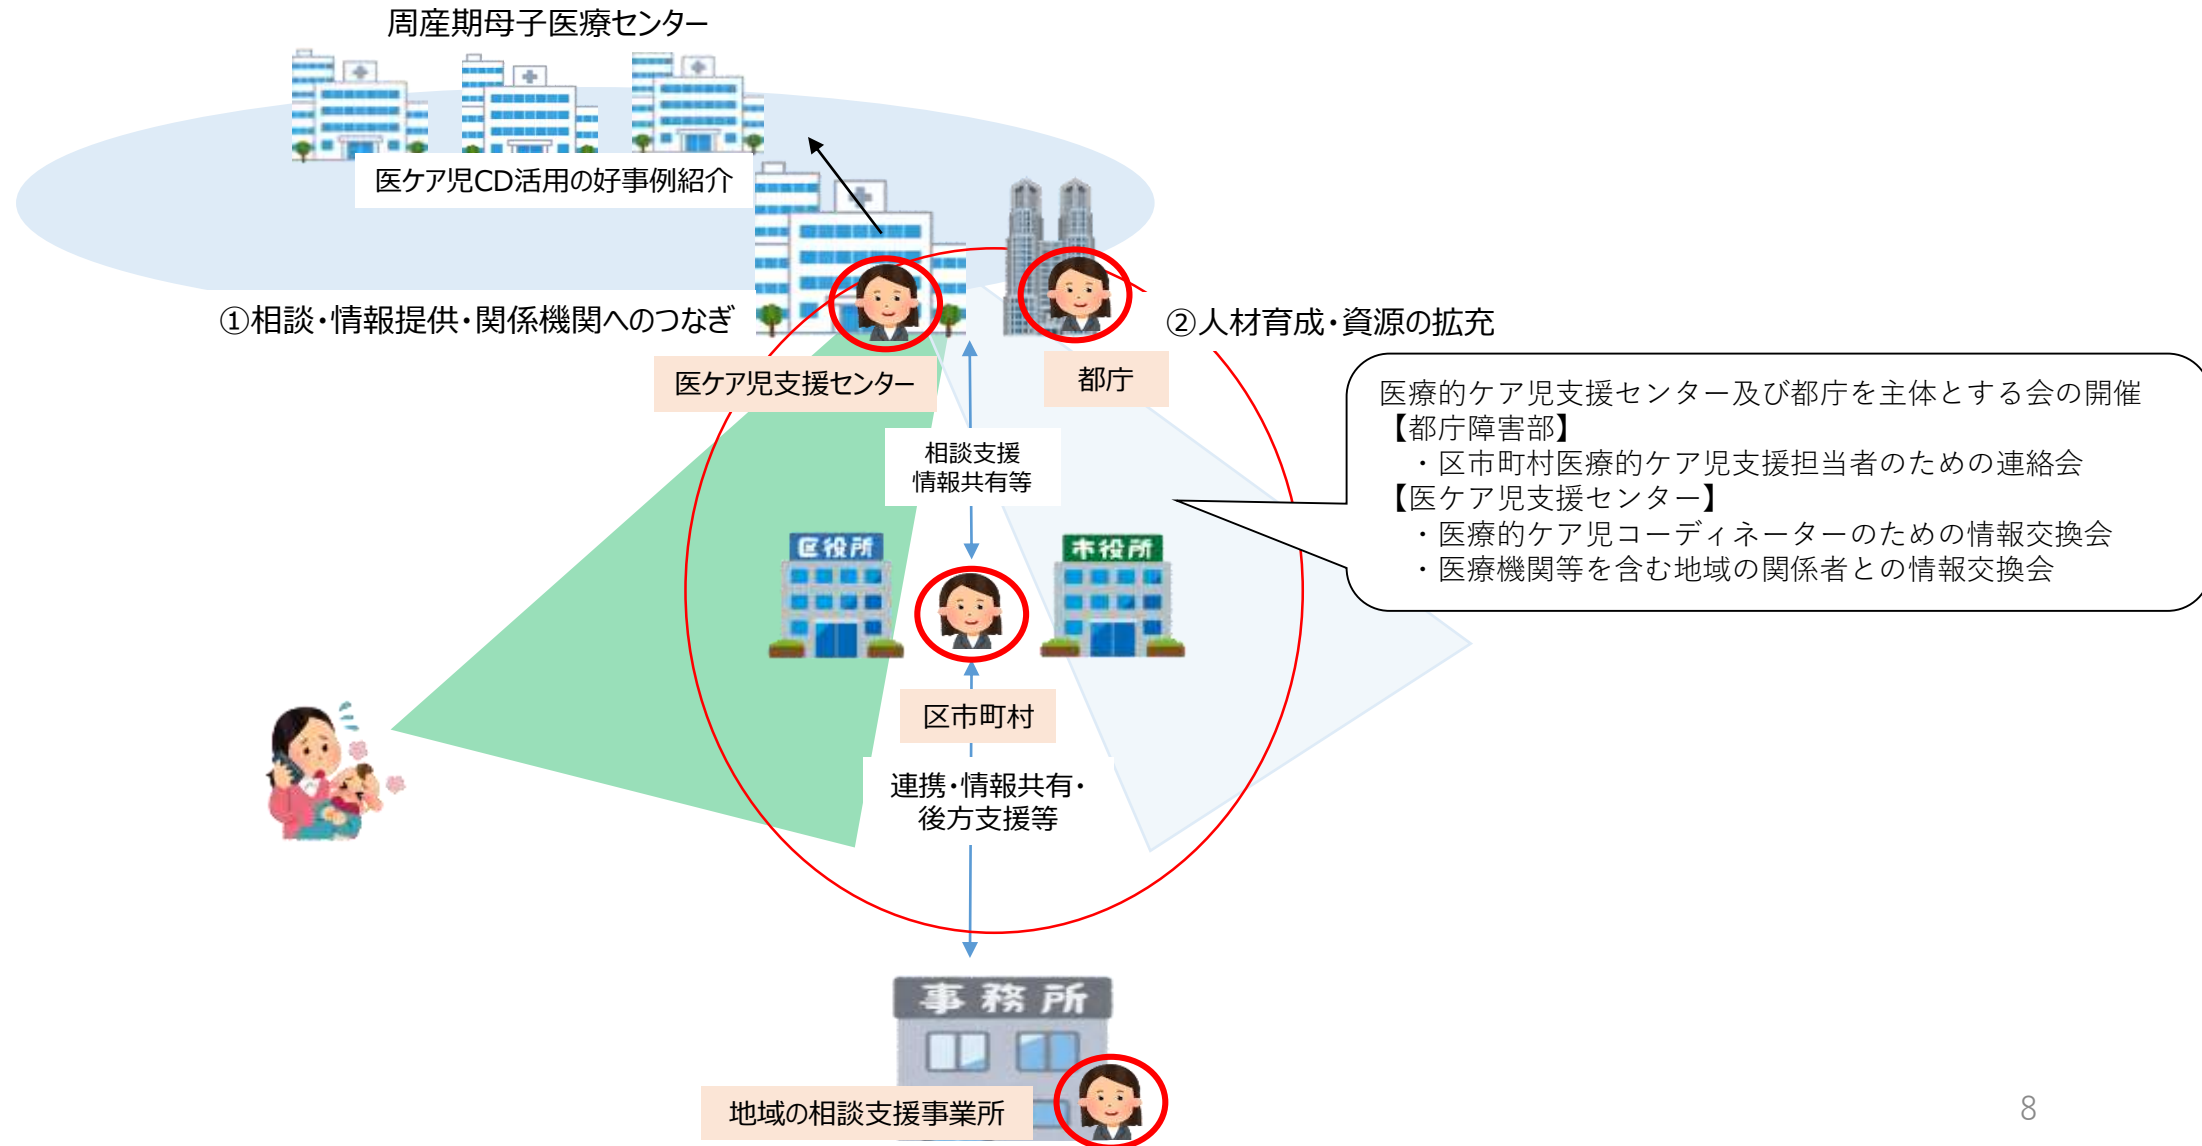 周産期母子医療センター
医ケア児CD活用の好事例紹介
①相談・情報提供・関係機関へのつなぎ
②人材育成・資源の拡充
医ケア児支援センター
都庁
医療的ケア児支援センター及び都庁を主体とする会の開催
【都庁障害部】
・区市町村医療的ケア児支援担当者のための連絡会
【医ケア児支援センター】
・医療的ケア児コーディネーターのための情報交換会
・医療機関等を含む地域の関係者との情報交換会
相談支援
情報共有等
区役所
市役所
区市町村
連携・情報共有・
後方支援等
事務所
地域の相談支援事業所
8